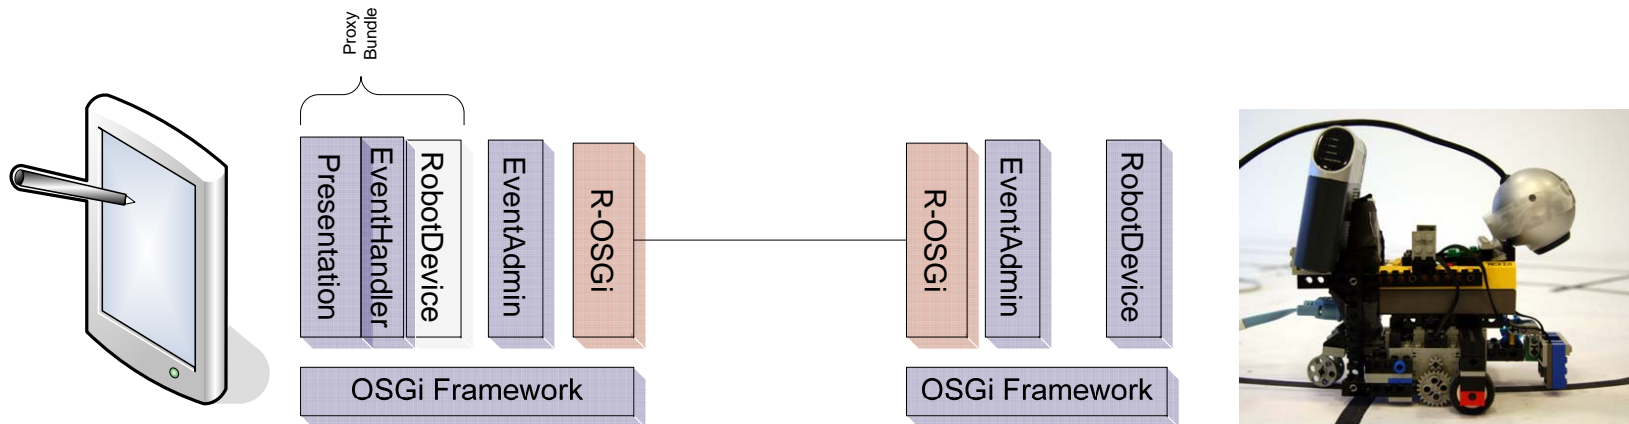 Proxy
Bundle
Presentation
EventHandler
RobotDevice
EventAdmin
R-OSGi
R-OSGi
EventAdmin
RobotDevice
OSGi Framework
OSGi Framework